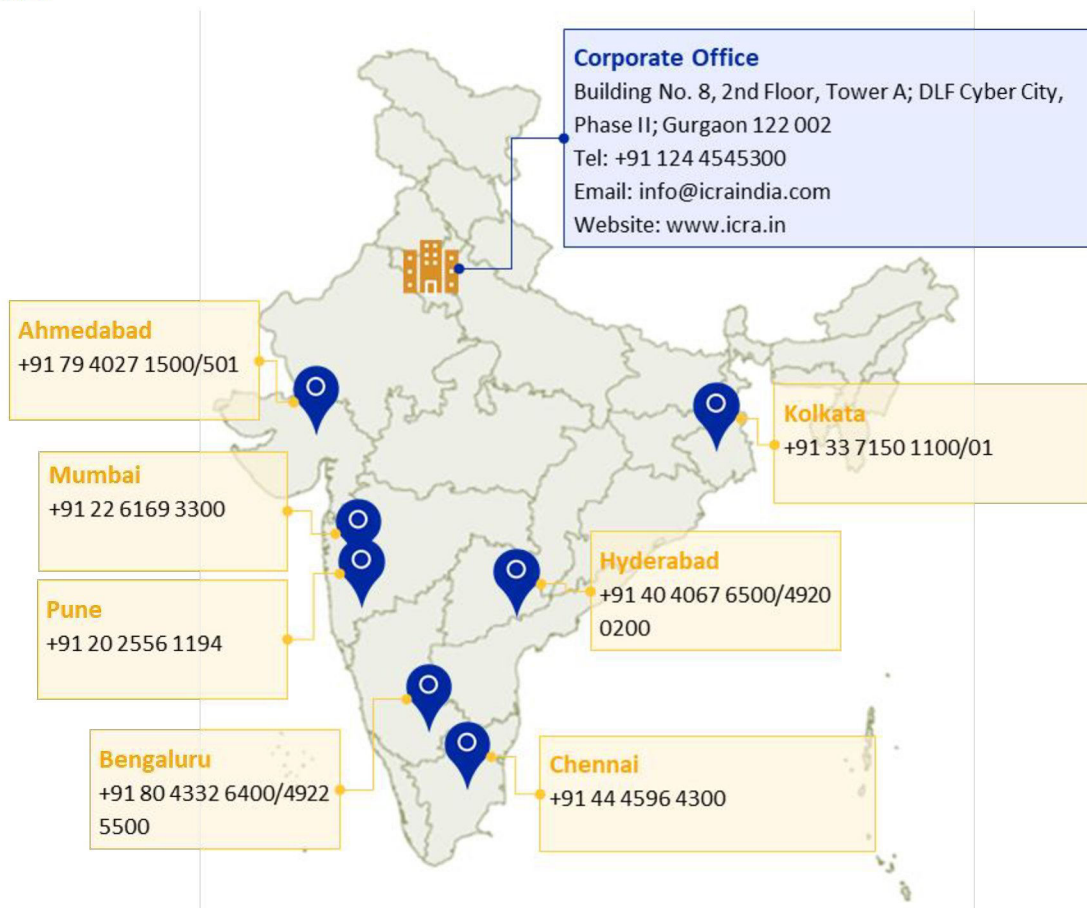 Corporate Office
Building No. 8, 2nd Floor, Tower A; DLF Cyber City,
Phase II; Gurgaon 122 002
Tel: +91 124 4545300
Email: info@icraindia.com
Website: www.icra.in
Ahmedabad
+91 79 4027 1500/501
Kolkata
+91 33 7150 1100/01
Mumbai
+91 22 6169 3300
Hyderabad
+91 40 4067 6500/4920
0200
Pune
+91 20 2556 1194
Bengaluru
+91 80 4332 6400/4922
5500
Chennai
+91 44 4596 4300